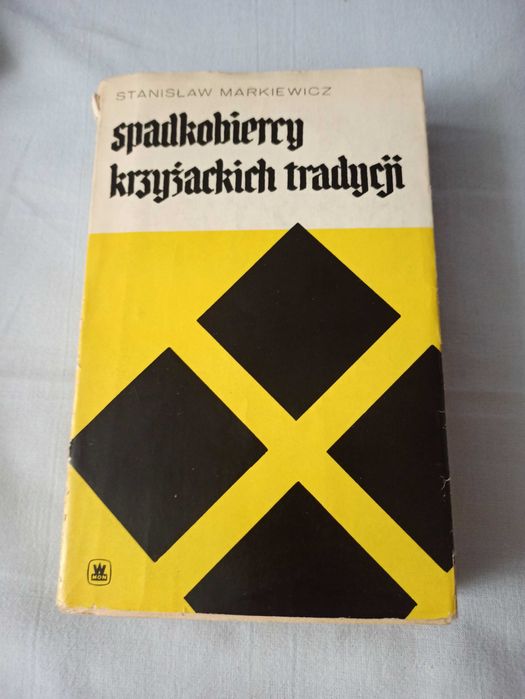 STANISŁAW MARKIEWICZ
spadkobiercy
krzyżackich tradycji
W
MON